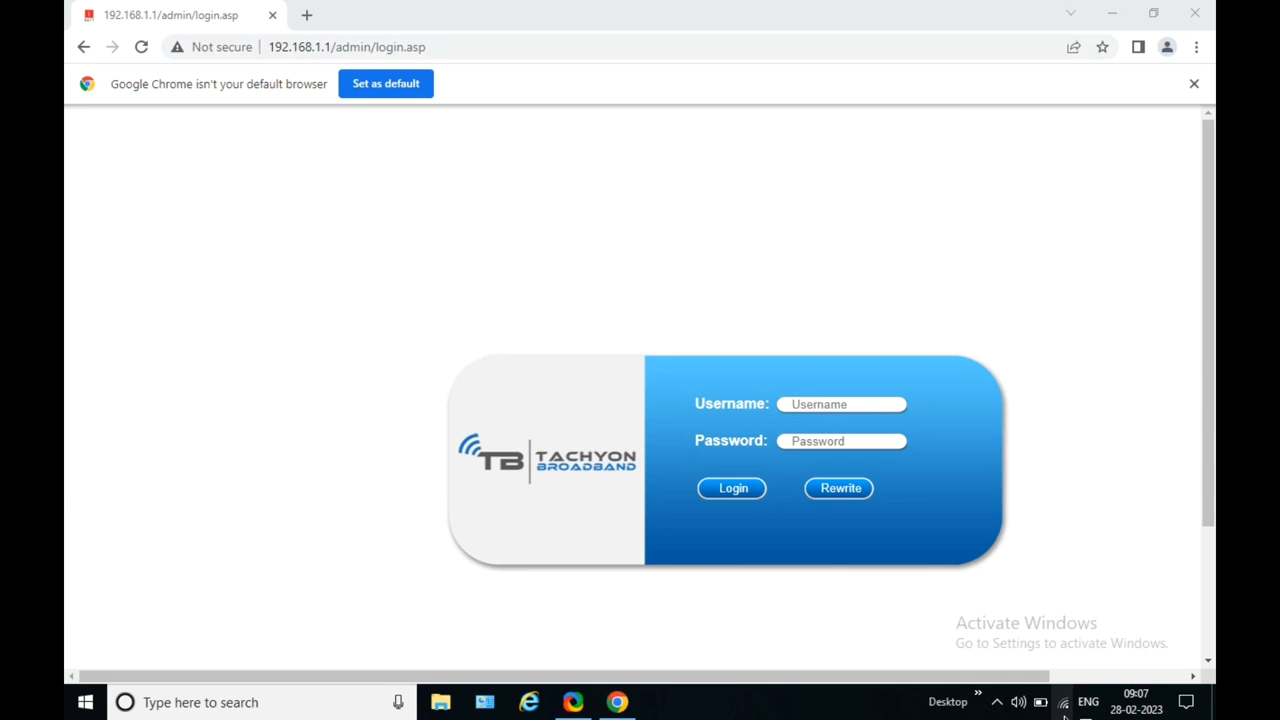 192.168.1.1/admin/login.asp
Not secure
192.168.1.1/admin/login.asp
Google Chrome isn't your default browser
Set as default
Username:
Username
Password:
Password
TB TACHYON
BROADBAND
Login
Rewrite
Activate Windows
Go to Settings to activate Windows.
Type here to search
Desktop
ENG
09:07
28-02-2023